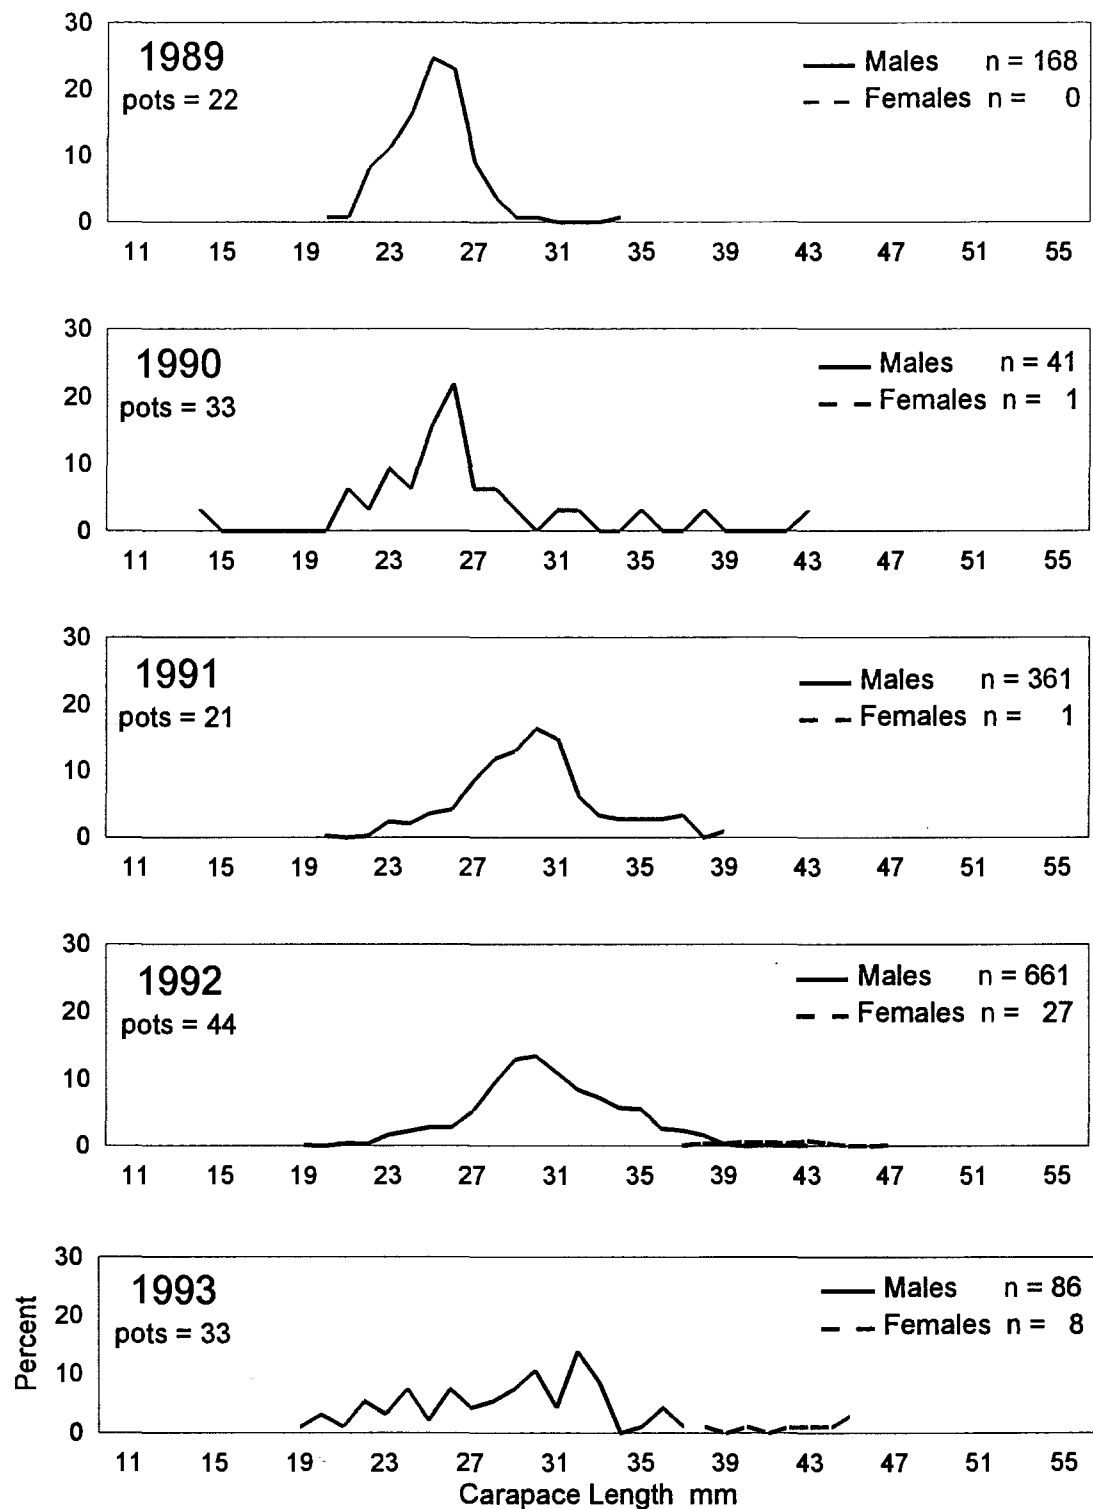 30
1989
Males n = 168
20
pots = 22
Females n = 0
10
0
11 15 19 23 27 31 35 39 43 47 51 55
30
1990
Males n = 41
20
pots = 33
Females n = 1
10
0
11 15 19 23 27 31 35 39 43 47 51 55
30
1991
Males n = 361
20
pots = 21
Females n = 1
10
0
11 15 19 23 27 31 35 39 43 47 51 55
30
1992
Males n = 661
20
pots = 44
Females n = 27
10
0
11 15 19 23 27 31 35 39 43 47 51 55
30
1993
Males n = 86
20
pots = 33
Females n = 8
10
0
Percent
11 15 19 23 27 31 35 39 43 47 51 55
Carapace Length mm